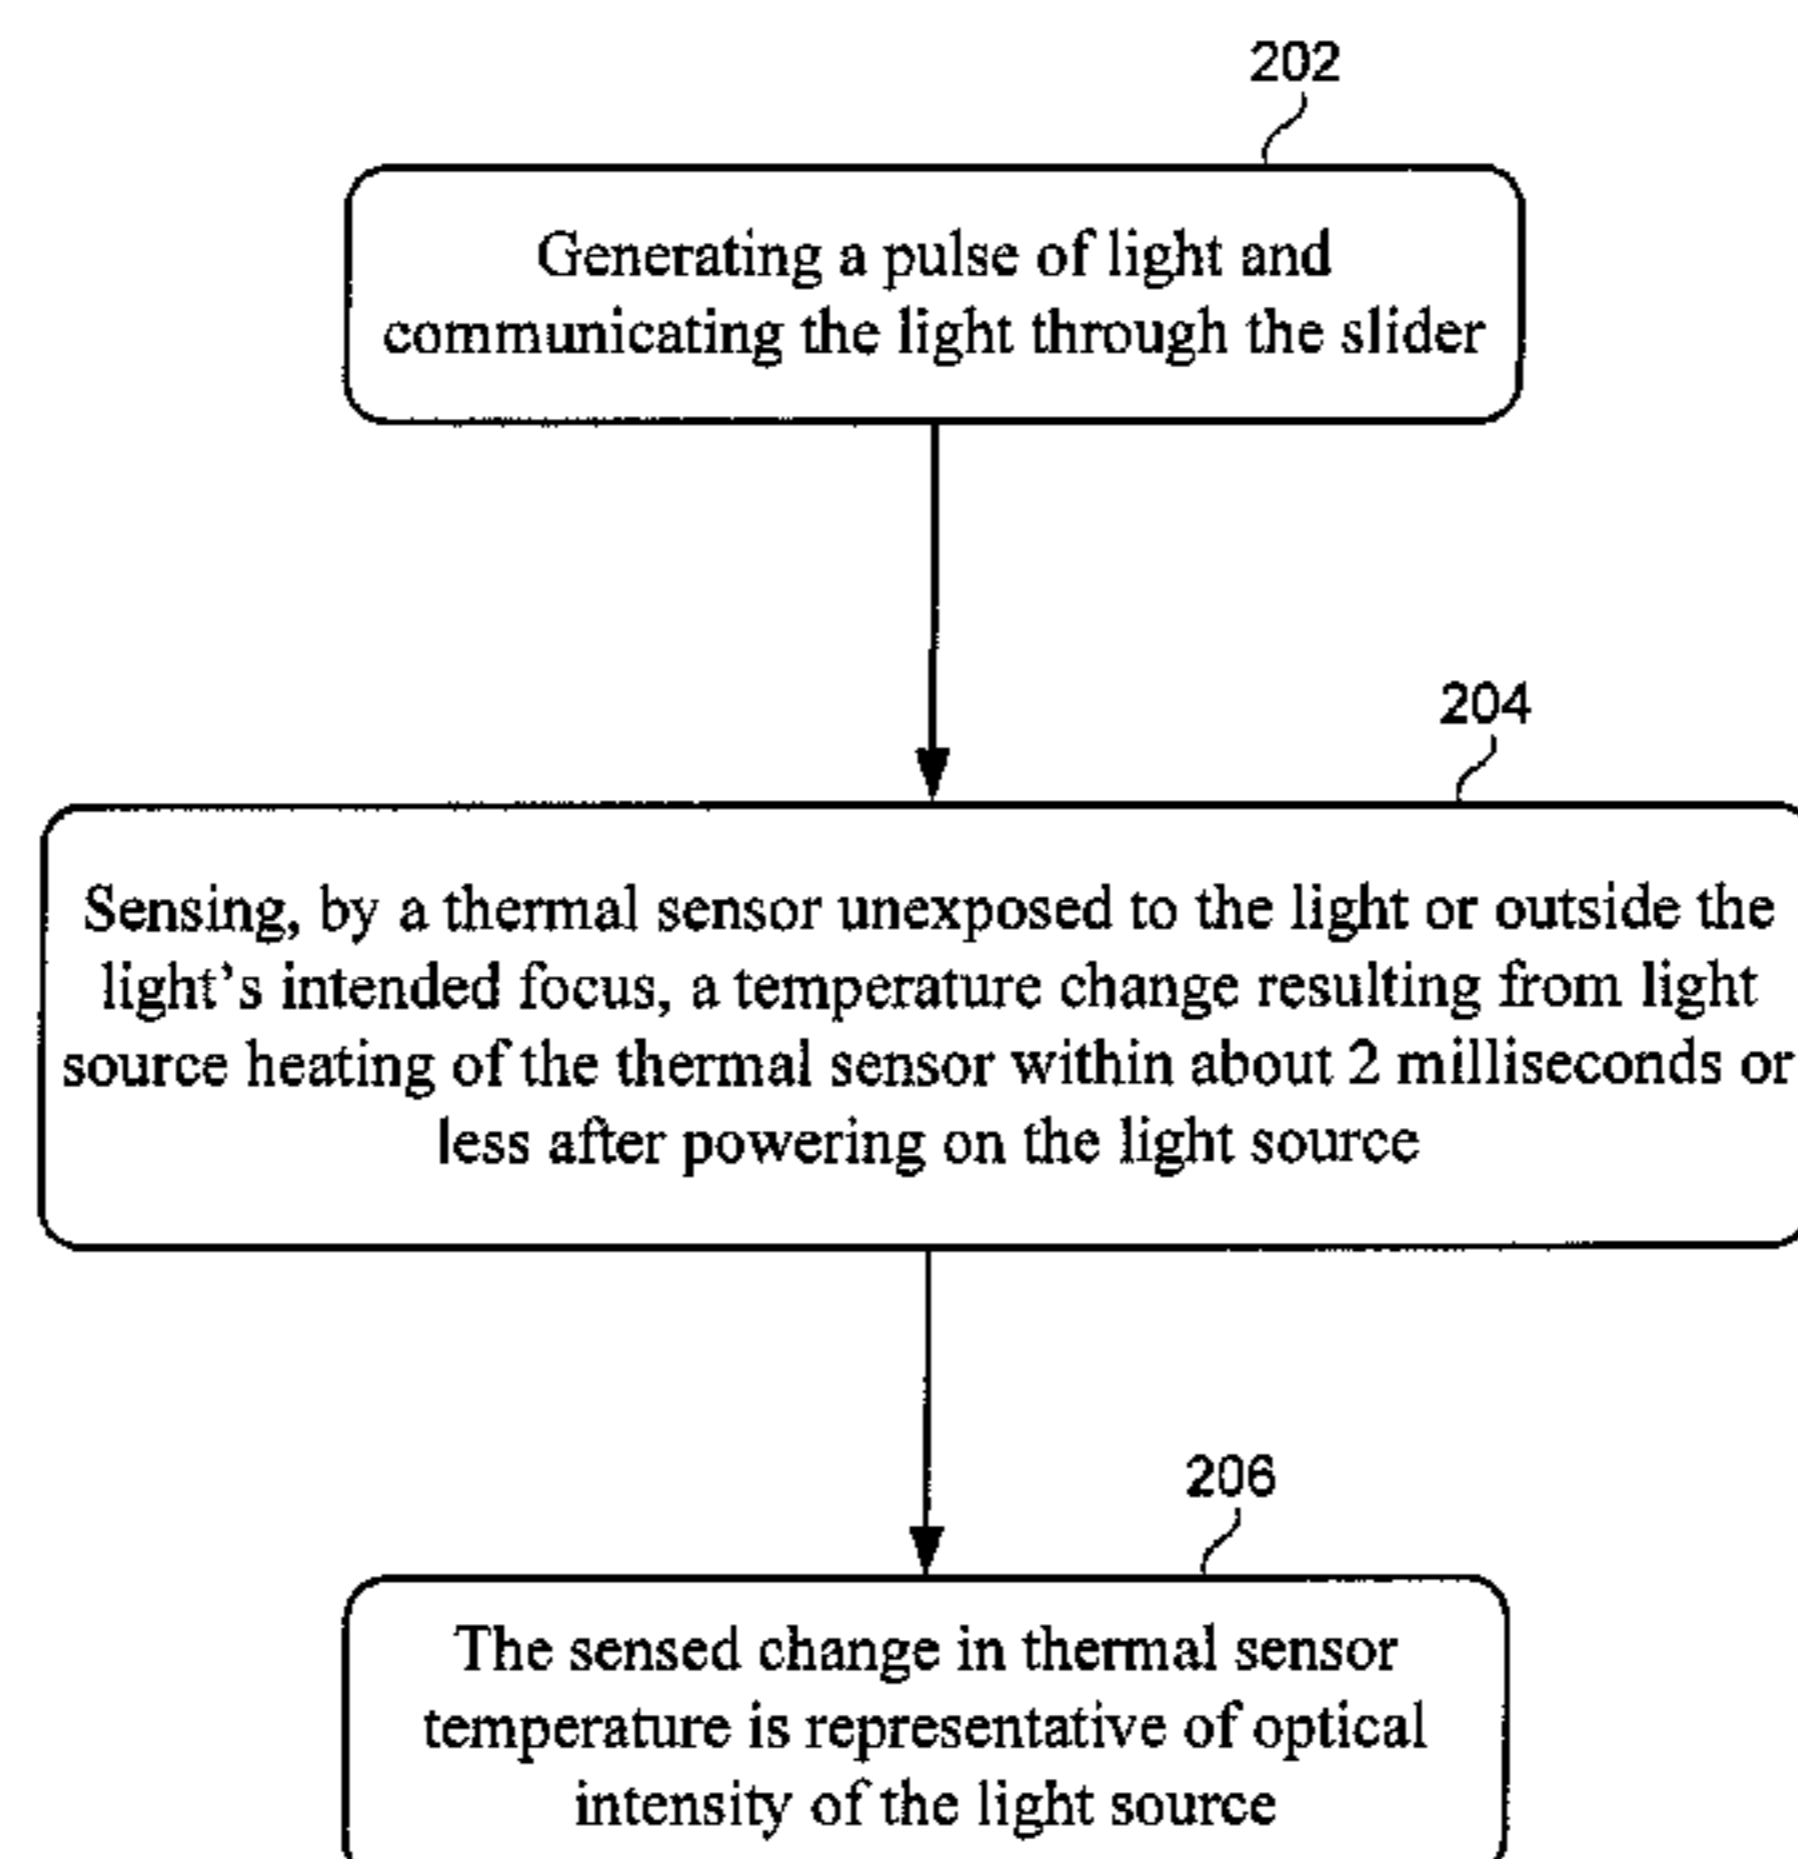 202
Generating a pulse of light and
communicating the light through the slider
204
Sensing, by a thermal sensor unexposed to the light or outside the
light's intended focus, a temperature change resulting from light
source heating of the thermal sensor within about 2 milliseconds or
less after powering on the light source
206
The sensed change in thermal sensor
temperature is representative of optical
intensity of the light source